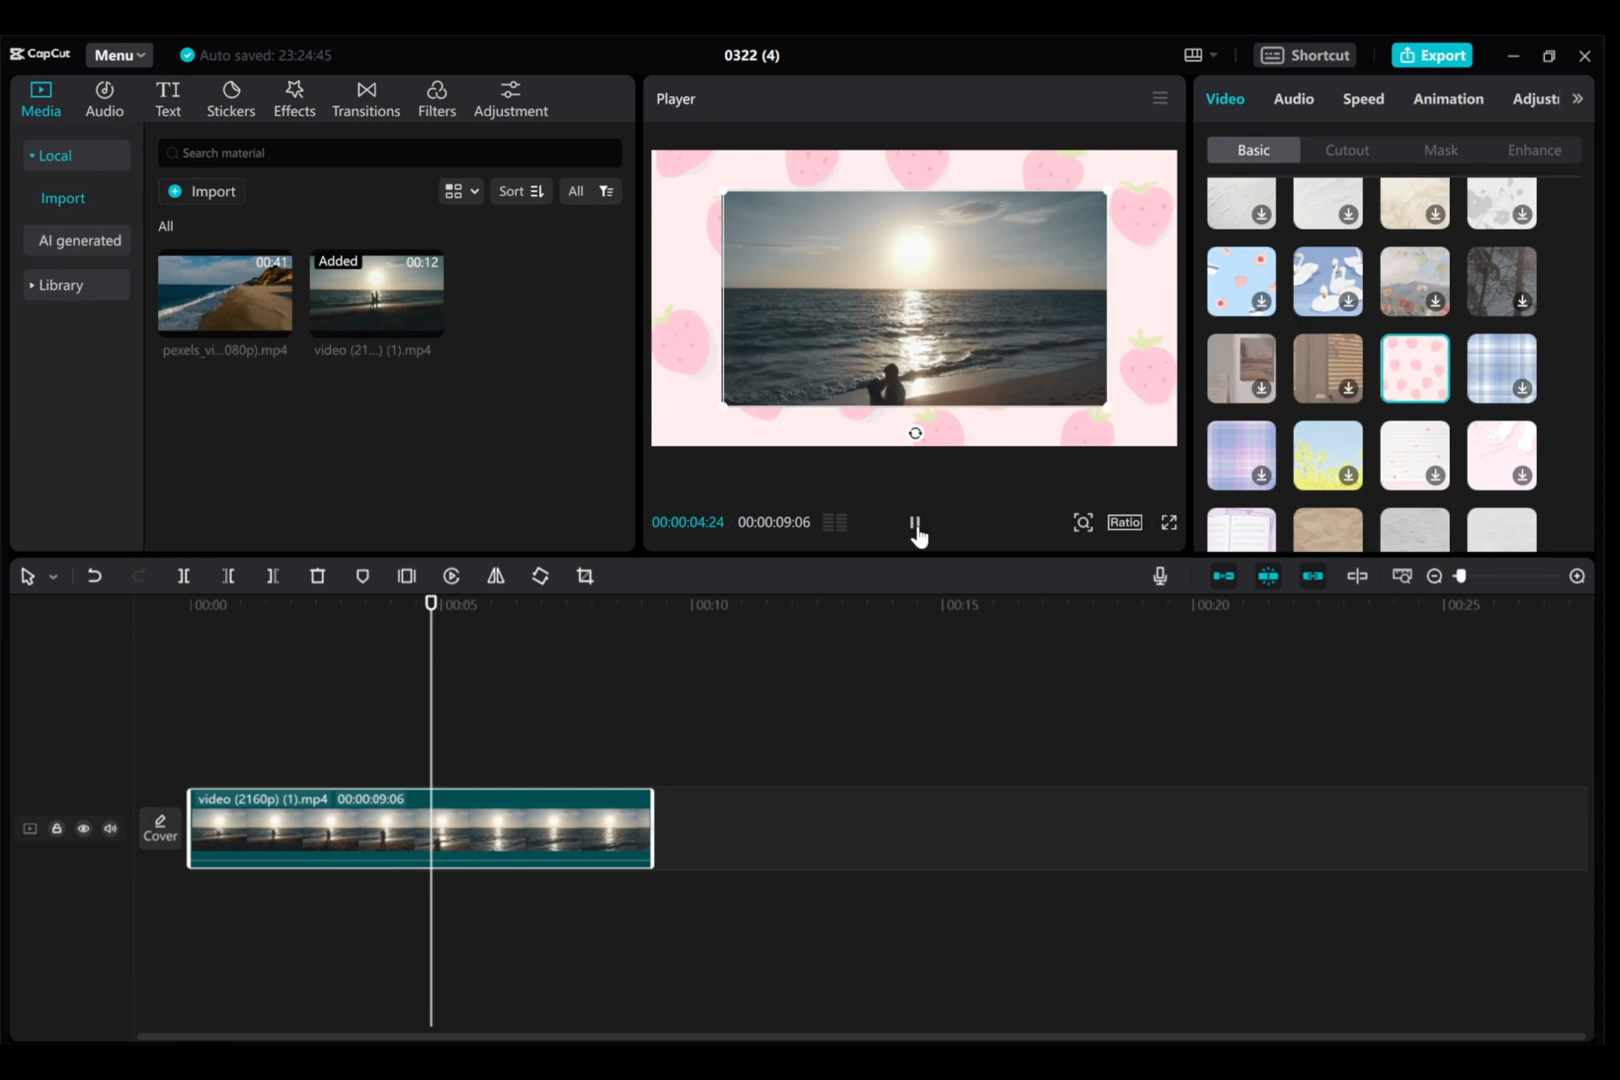 CapCut
Menu
Auto saved: 23:24:45
0322 (4)
Shortcut
Export
Media
Audio
Text
Stickers
Effects
Transitions
Filters
Adjustment
Local
Import
AI generated
Library
Search material
Import
Sort
All
All
00:41
Added
00:12
pexels_vi...080p).mp4
video (21...) (1).mp4
Player
00:00:04:24
00:00:09:06
Ratio
Video
Audio
Speed
Animation
Adjust
Basic
Cutout
Mask
Enhance
00:00
00:05
00:10
00:15
00:20
00:25
Cover
video (2160p) (1).mp4 00:00:09:06